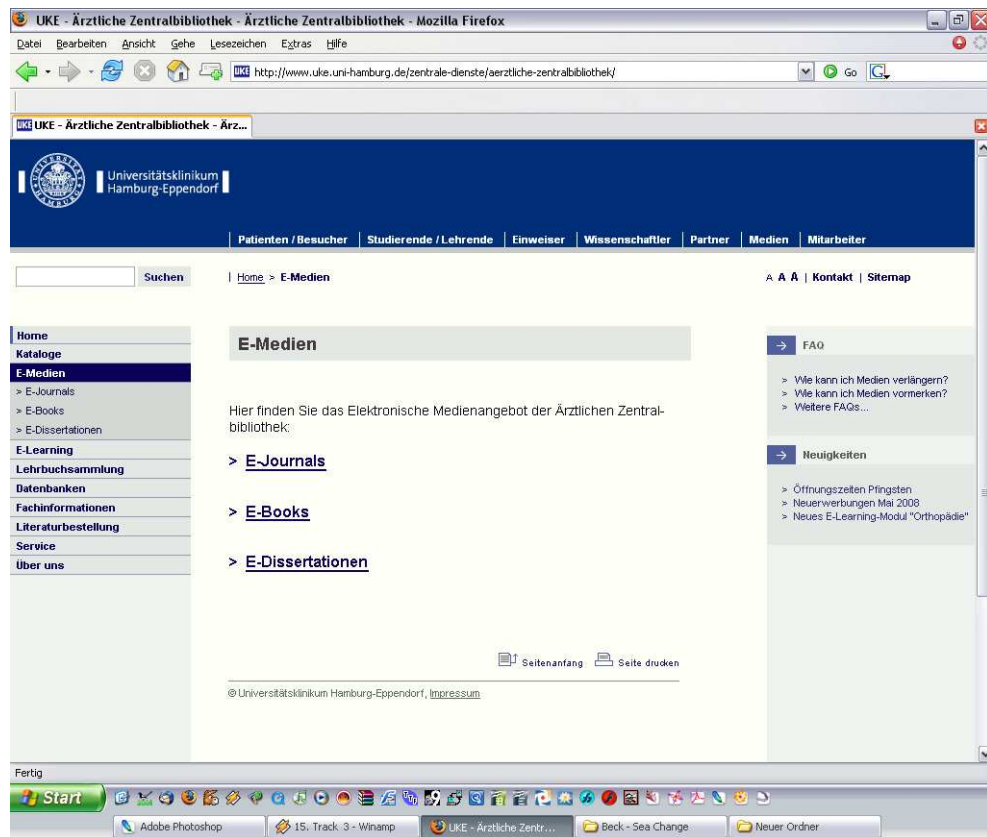 UKE - Ärztliche Zentralbibliothek - Ärztliche Zentralbibliothek - Mozilla Firefox
Datei Bearbeiten Ansicht Gehe Lesezeichen Extras Hilfe
http://www.uke.uni-hamburg.de/zentrale-dienste/aerztliche-zentralbibliothek/ Go
UKE - Ärztliche Zentralbibliothek - Ärz...
Universitätsklinikum
Hamburg-Eppendorf
Patienten / Besucher | Studierende / Lehrende | Einweiser | Wissenschaftler | Partner | Medien | Mitarbeiter
Suchen
| Home > E-Medien
A A A | Kontakt | Sitemap
Home
Kataloge
E-Medien
> E-Journals
> E-Books
> E-Dissertationen
E-Learning
Lehrbuchsammlung
Datenbanken
Fachinformationen
Literaturbestellung
Service
Über uns
E-Medien
Hier finden Sie das Elektronische Medienangebot der Ärztlichen Zentral-
bibliothek:
> E-Journals
> E-Books
> E-Dissertationen
Seitenanfang Seite drucken
© Universitätsklinikum Hamburg-Eppendorf, Impressum
FAQ
> Wie kann ich Medien verlängern?
> Wie kann ich Medien vormerken?
> Weitere FAQs...
Neuigkeiten
> Öffnungszeiten Pfingsten
> Neuerwerbungen Mai 2008
> Neues E-Learning-Modul "Orthopädie"
Fertig
Start
Adobe Photoshop
15. Track 3 - Winamp
UKE - Ärztliche Zentr...
Beck - Sea Change
Neuer Ordner